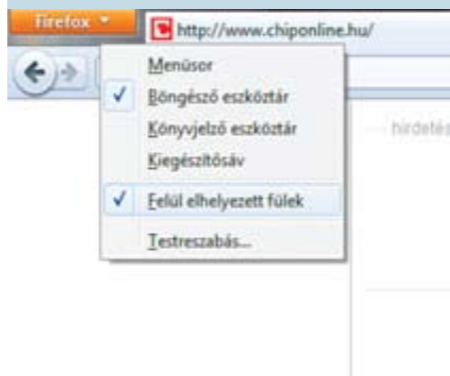 Firefox
http://www.chiponline.hu/
Menüsor
Böngésző eszköztár
Könyvjelző eszköztár
hirdetés
Kiegészítősáv
Felül elhelyezett fülek
Testreszabás...